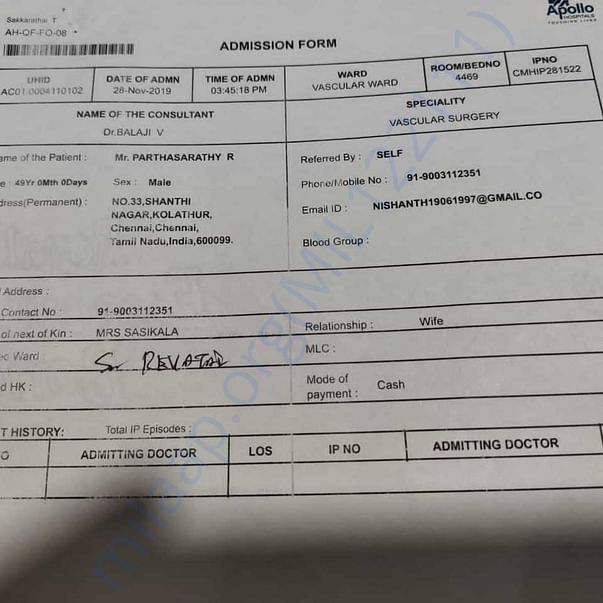 Sakkarathai T
AH-QF-FO-08
Apollo
HOSPITALS
TOUCHING LIVES
ADMISSION FORM
UHID
AC01.0004110102
DATE OF ADMN
28-Nov-2019
TIME OF ADMN
03:45:18 PM
WARD
VASCULAR WARD
ROOM/BEDNO
4469
IPNO
CMHIP281522
NAME OF THE CONSULTANT
Dr.BALAJI V
SPECIALITY
VASCULAR SURGERY
ame of the Patient : Mr. PARTHASARATHY R
e : 49Yr 0Mth 0Days Sex : Male
dress(Permanent) : NO.33,SHANTHI
NAGAR,KOLATHUR,
Chennai,Chennai,
Tamil Nadu,India,600099.
Referred By : SELF
Phone/Mobile No : 91-9003112351
Email ID : NISHANTH19061997@GMAIL.CO
Blood Group :
Address :
Contact No : 91-9003112351
of next of Kin : MRS SASIKALA
Relationship : Wife
ec Ward
MLC :
d HK :
Mode of
payment : Cash
T HISTORY: Total IP Episodes :
O ADMITTING DOCTOR LOS IP NO ADMITTING DOCTOR